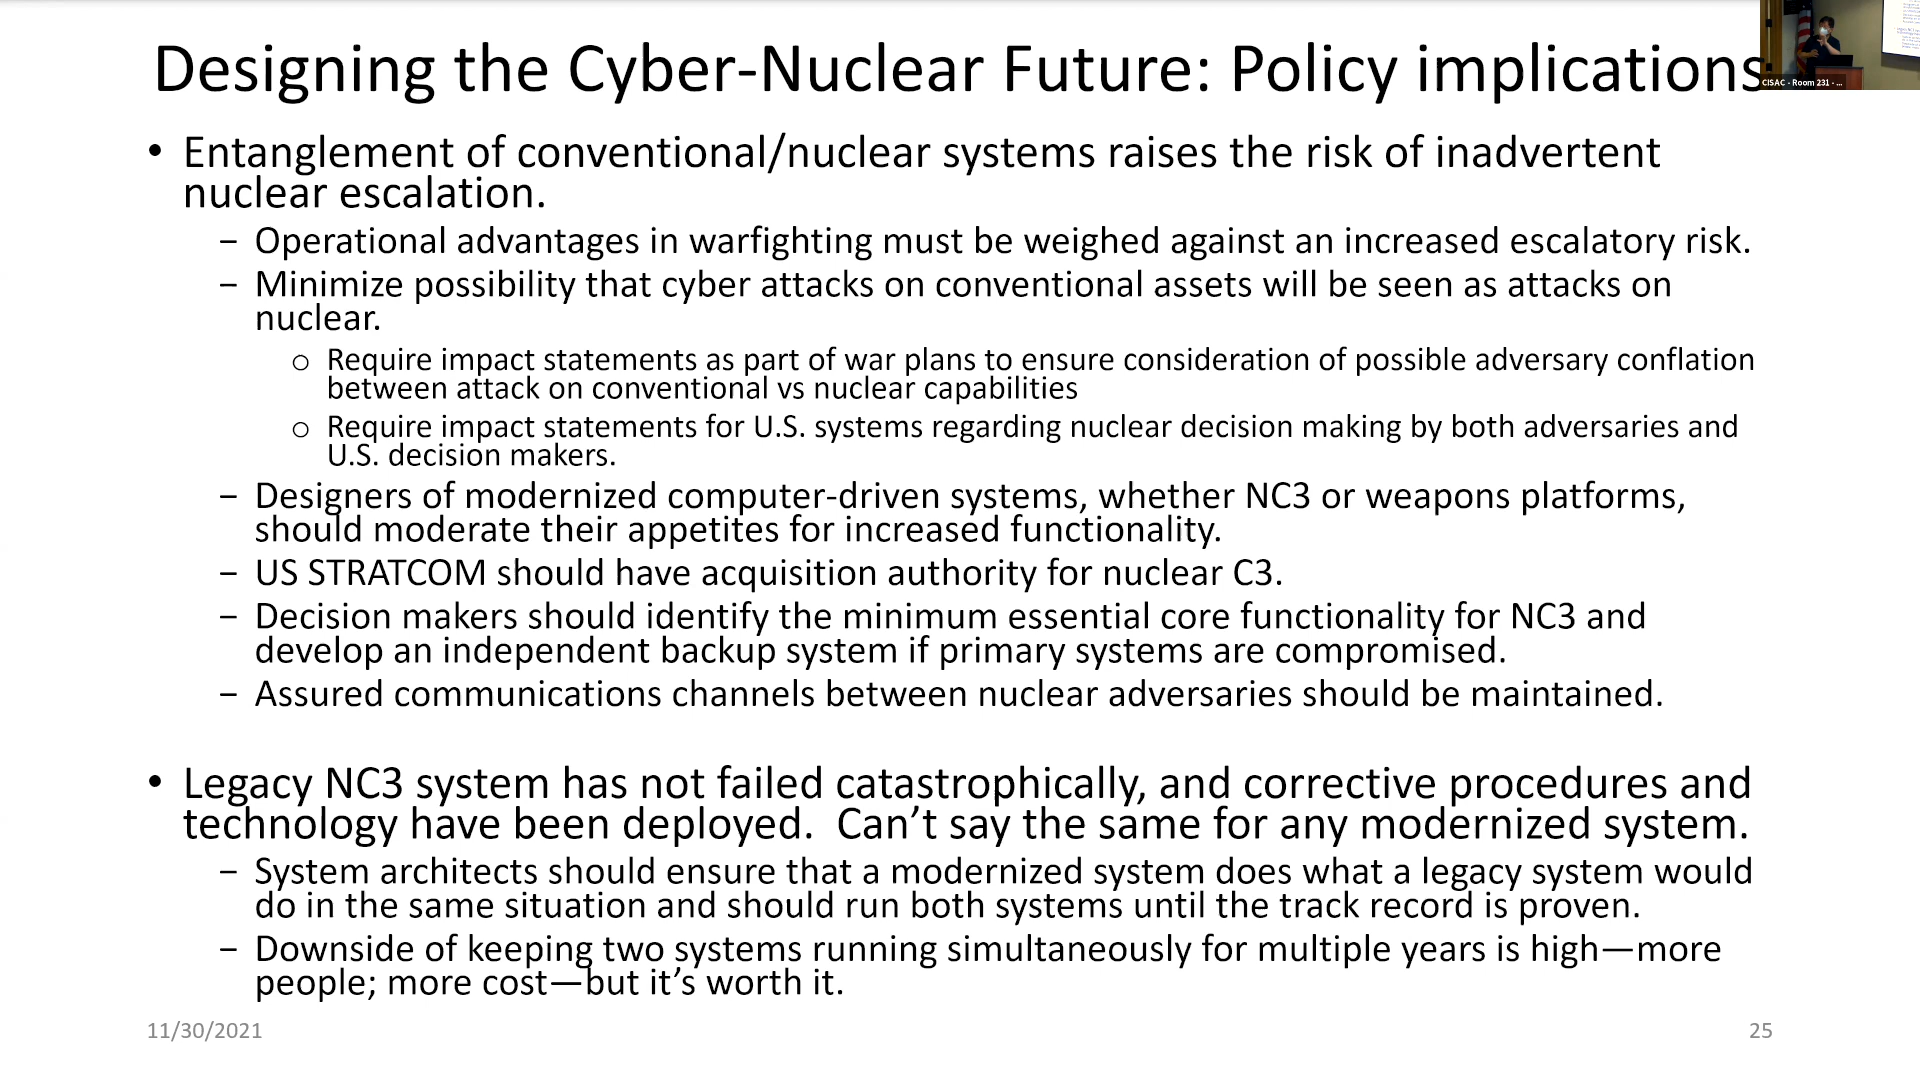 Designing the Cyber-Nuclear Future: Policy implications
CISAC - Room 231 - ...
• Entanglement of conventional/nuclear systems raises the risk of inadvertent
nuclear escalation.
– Operational advantages in warfighting must be weighed against an increased escalatory risk.
– Minimize possibility that cyber attacks on conventional assets will be seen as attacks on
nuclear.
○ Require impact statements as part of war plans to ensure consideration of possible adversary conflation
between attack on conventional vs nuclear capabilities
○ Require impact statements for U.S. systems regarding nuclear decision making by both adversaries and
U.S. decision makers.
– Designers of modernized computer-driven systems, whether NC3 or weapons platforms,
should moderate their appetites for increased functionality.
– US STRATCOM should have acquisition authority for nuclear C3.
– Decision makers should identify the minimum essential core functionality for NC3 and
develop an independent backup system if primary systems are compromised.
– Assured communications channels between nuclear adversaries should be maintained.
• Legacy NC3 system has not failed catastrophically, and corrective procedures and
technology have been deployed.  Can’t say the same for any modernized system.
– System architects should ensure that a modernized system does what a legacy system would
do in the same situation and should run both systems until the track record is proven.
– Downside of keeping two systems running simultaneously for multiple years is high—more
people; more cost—but it’s worth it.
11/30/2021
25